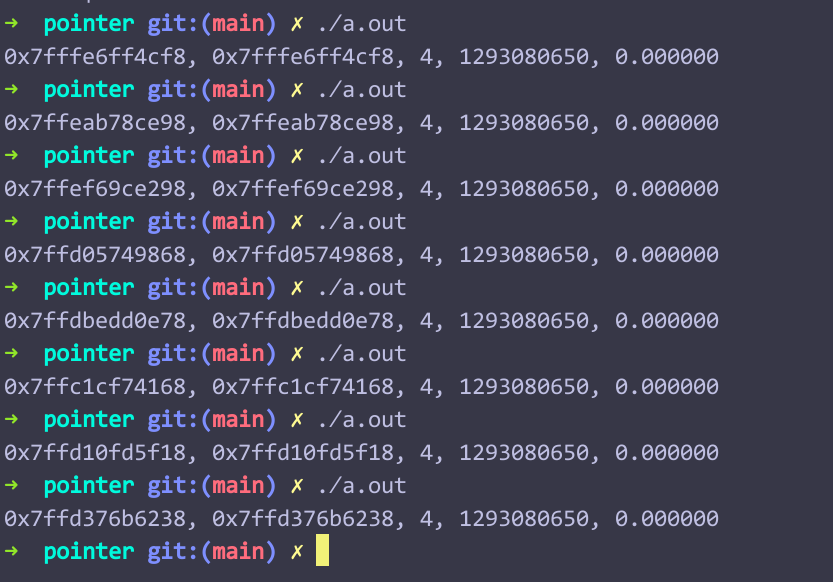 → pointer git:(main) ✗ ./a.out
0x7fffe6ff4cf8, 0x7fffe6ff4cf8, 4, 1293080650, 0.000000
→ pointer git:(main) ✗ ./a.out
0x7ffeab78ce98, 0x7ffeab78ce98, 4, 1293080650, 0.000000
→ pointer git:(main) ✗ ./a.out
0x7ffef69ce298, 0x7ffef69ce298, 4, 1293080650, 0.000000
→ pointer git:(main) ✗ ./a.out
0x7ffd05749868, 0x7ffd05749868, 4, 1293080650, 0.000000
→ pointer git:(main) ✗ ./a.out
0x7ffdbedd0e78, 0x7ffdbedd0e78, 4, 1293080650, 0.000000
→ pointer git:(main) ✗ ./a.out
0x7ffc1cf74168, 0x7ffc1cf74168, 4, 1293080650, 0.000000
→ pointer git:(main) ✗ ./a.out
0x7ffd10fd5f18, 0x7ffd10fd5f18, 4, 1293080650, 0.000000
→ pointer git:(main) ✗ ./a.out
0x7ffd376b6238, 0x7ffd376b6238, 4, 1293080650, 0.000000
→ pointer git:(main) ✗